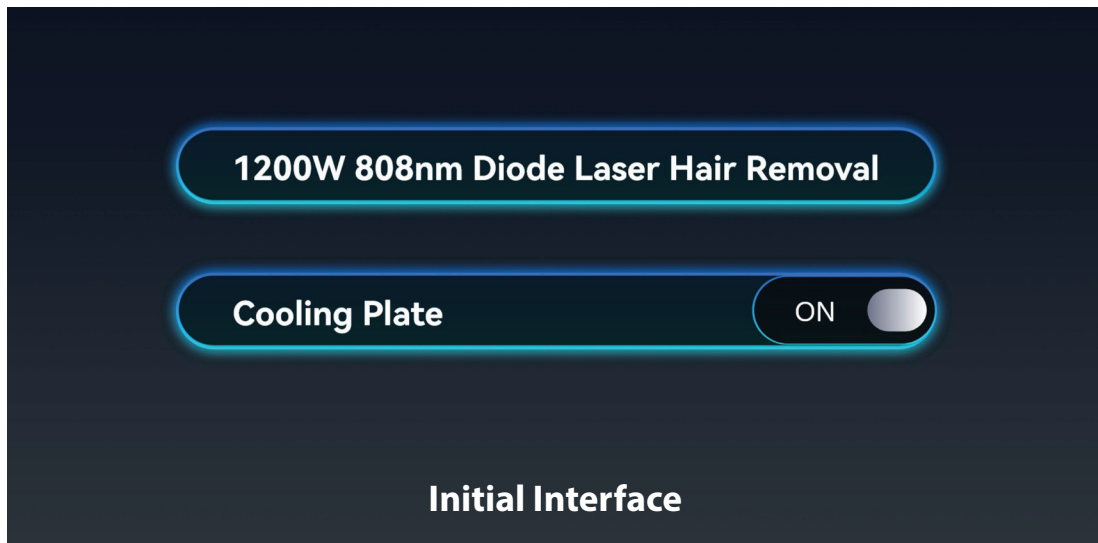 1200W 808nm Diode Laser Hair Removal
Cooling Plate ON
Initial Interface